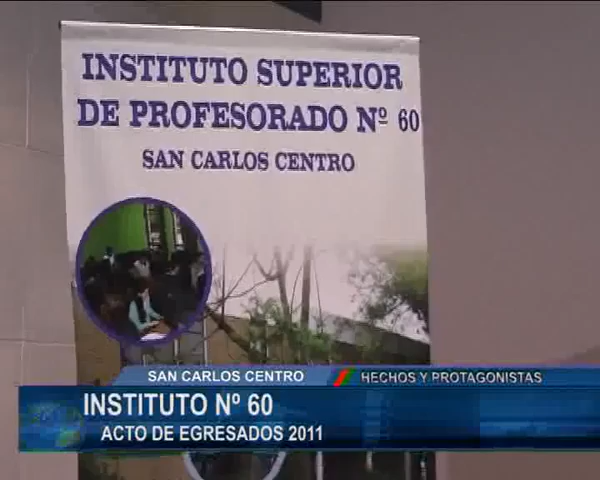 INSTITUTO SUPERIOR
DE PROFESORADO Nº 60
SAN CARLOS CENTRO
SAN CARLOS CENTRO
HECHOS Y PROTAGONISTAS
INSTITUTO Nº 60
ACTO DE EGRESADOS 2011